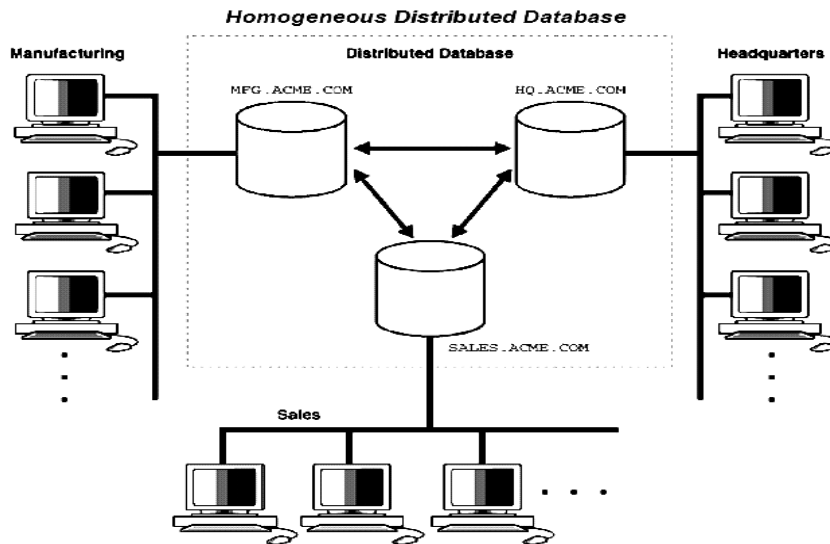 Homogeneous Distributed Database
Manufacturing
Distributed Database
Headquarters
MFG.ACME.COM
HQ.ACME.COM
SALES.ACME.COM
Sales